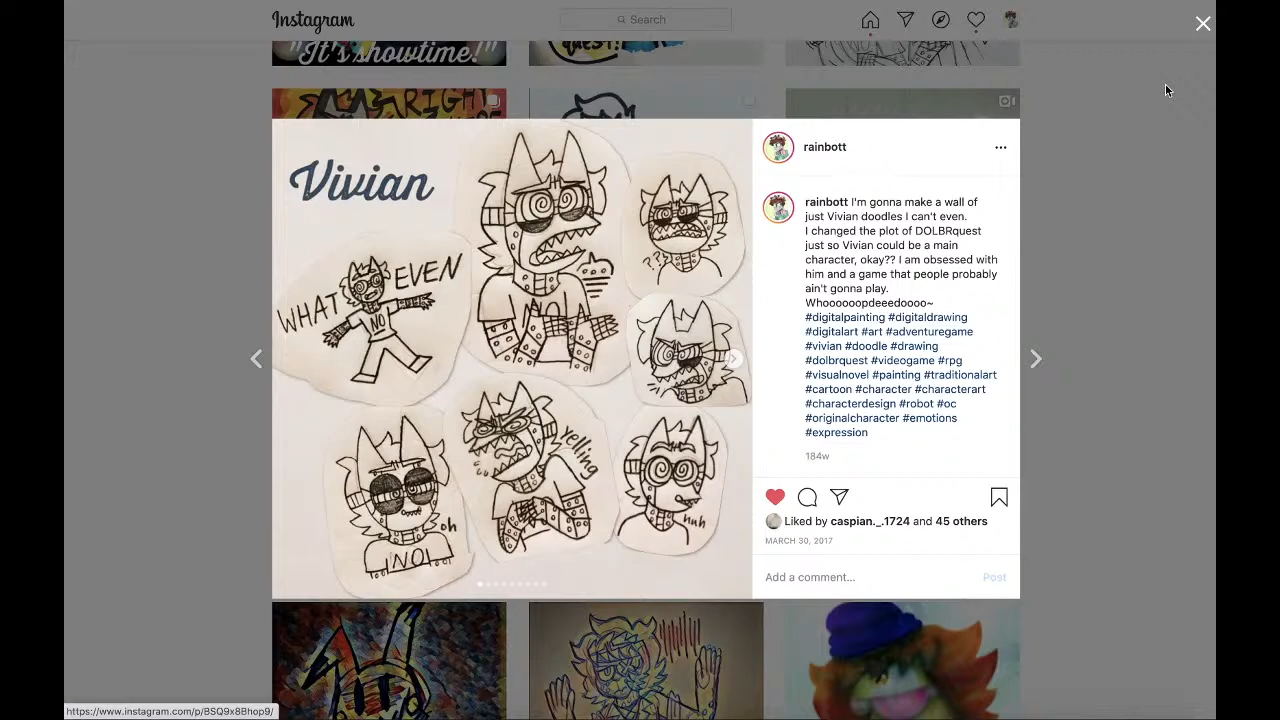 Instagram
Search
"It's showtime!"
quest!
RIGHT
Vivian
WHAT EVEN
NO
NO
??
oh
NO!
Yelling
huh
rainbott
rainbott I'm gonna make a wall of
just Vivian doodles I can't even.
I changed the plot of DOLBRquest
just so Vivian could be a main
character, okay?? I am obsessed with
him and a game that people probably
ain't gonna play.
Whoooooopdeeedoooo~
#digitalpainting #digitaldrawing
#digitalart #art #adventuregame
#vivian #doodle #drawing
#dolbrquest #videogame #rpg
#visualnovel #painting #traditionalart
#cartoon #character #characterart
#characterdesign #robot #oc
#originalcharacter #emotions
#expression
184w
Liked by caspian._.1724 and 45 others
MARCH 30, 2017
Add a comment...
Post
https://www.instagram.com/p/BSQ9x8Bhop9/